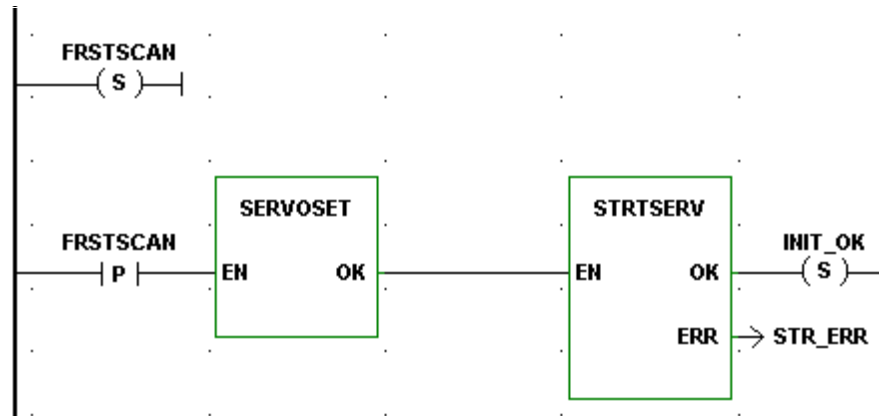 FRSTSCAN
S
SERVOSET
STRTSERV
FRSTSCAN
INIT_OK
P
EN OK
EN OK
S
ERR
STR_ERR